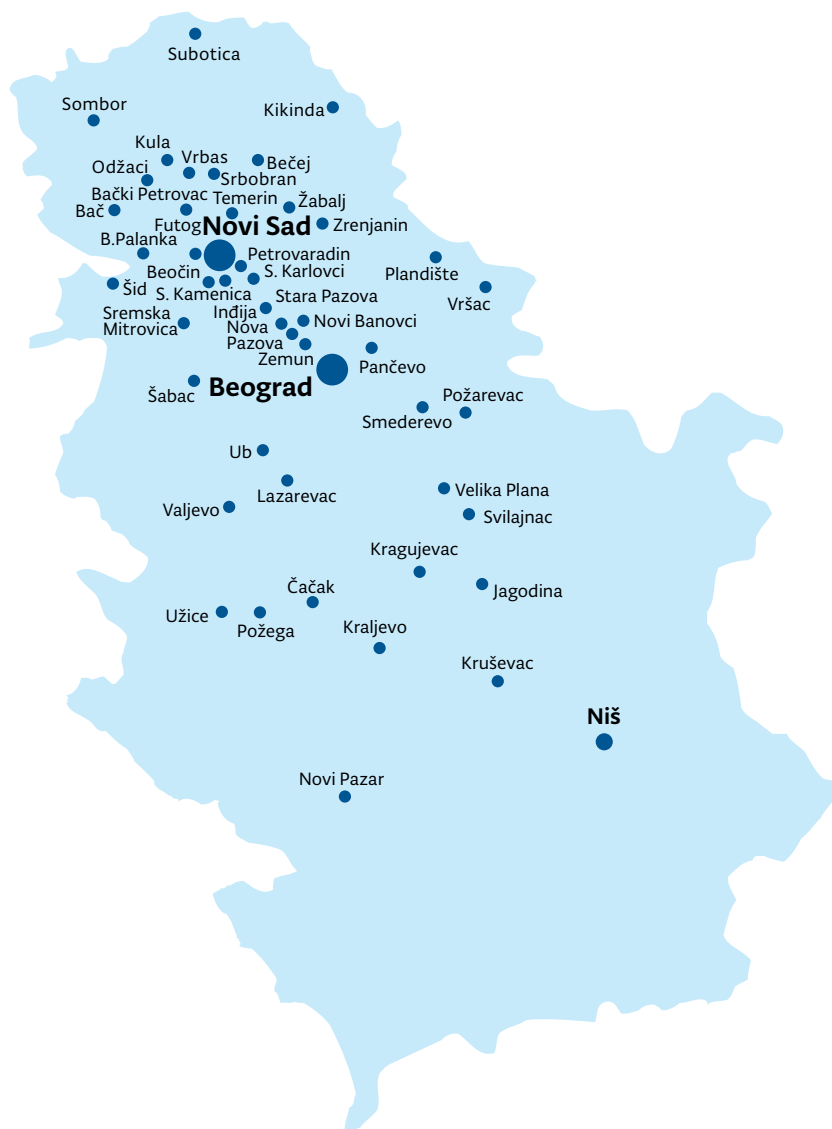 Subotica
Sombor
Kikinda
Kula
Vrbas
Bečej
Odžaci
Srbobran
Bački Petrovac
Temerin
Žabalj
Bač
Futog
Novi Sad
Zrenjanin
B.Palanka
Petrovaradin
Plandište
Beočin
S. Karlovci
Šid
S. Kamenica
Stara Pazova
Vršac
Sremska
Mitrovica
Inđija
Nova
Pazova
Novi Banovci
Zemun
Pančevo
Beograd
Šabac
Požarevac
Smederevo
Ub
Lazarevac
Velika Plana
Valjevo
Svilajnac
Kragujevac
Čačak
Jagodina
Užice
Požega
Kraljevo
Kruševac
Niš
Novi Pazar